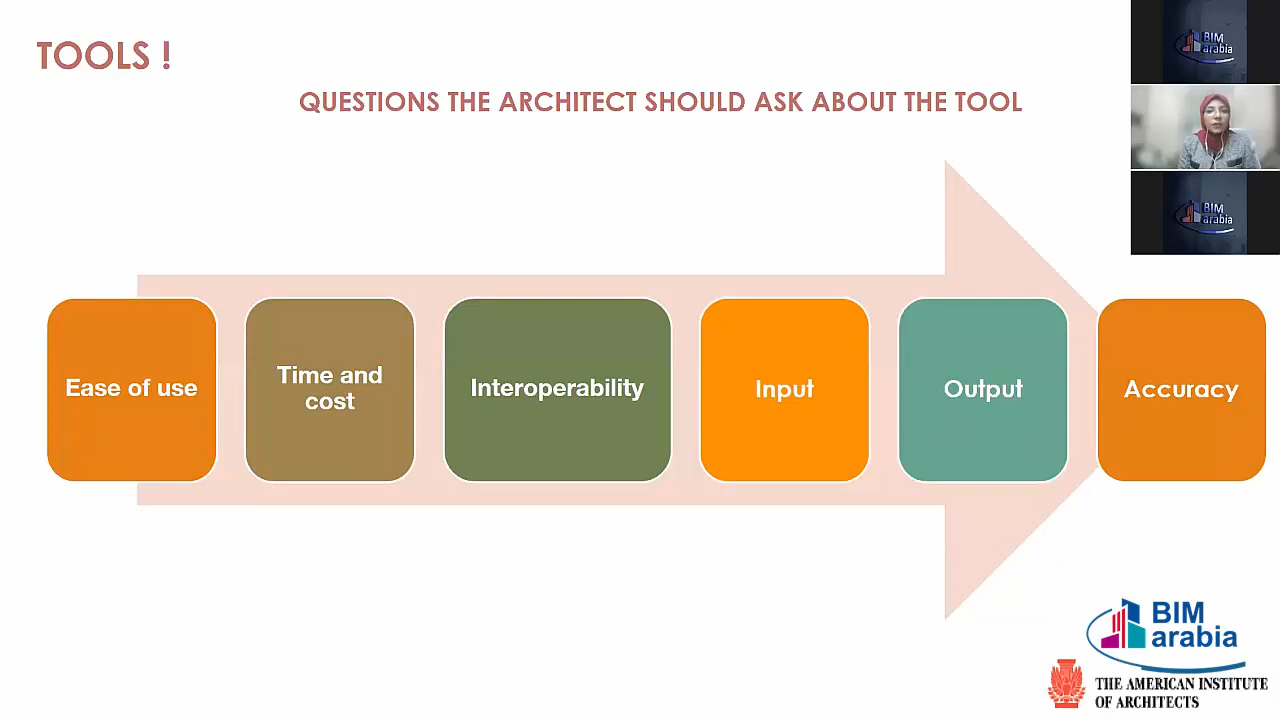 TOOLS !
QUESTIONS THE ARCHITECT SHOULD ASK ABOUT THE TOOL
BIM
arabia
BIM
arabia
Ease of use
Time and
cost
Interoperability
Input
Output
Accuracy
BIM
arabia
THE AMERICAN INSTITUTE
OF ARCHITECTS